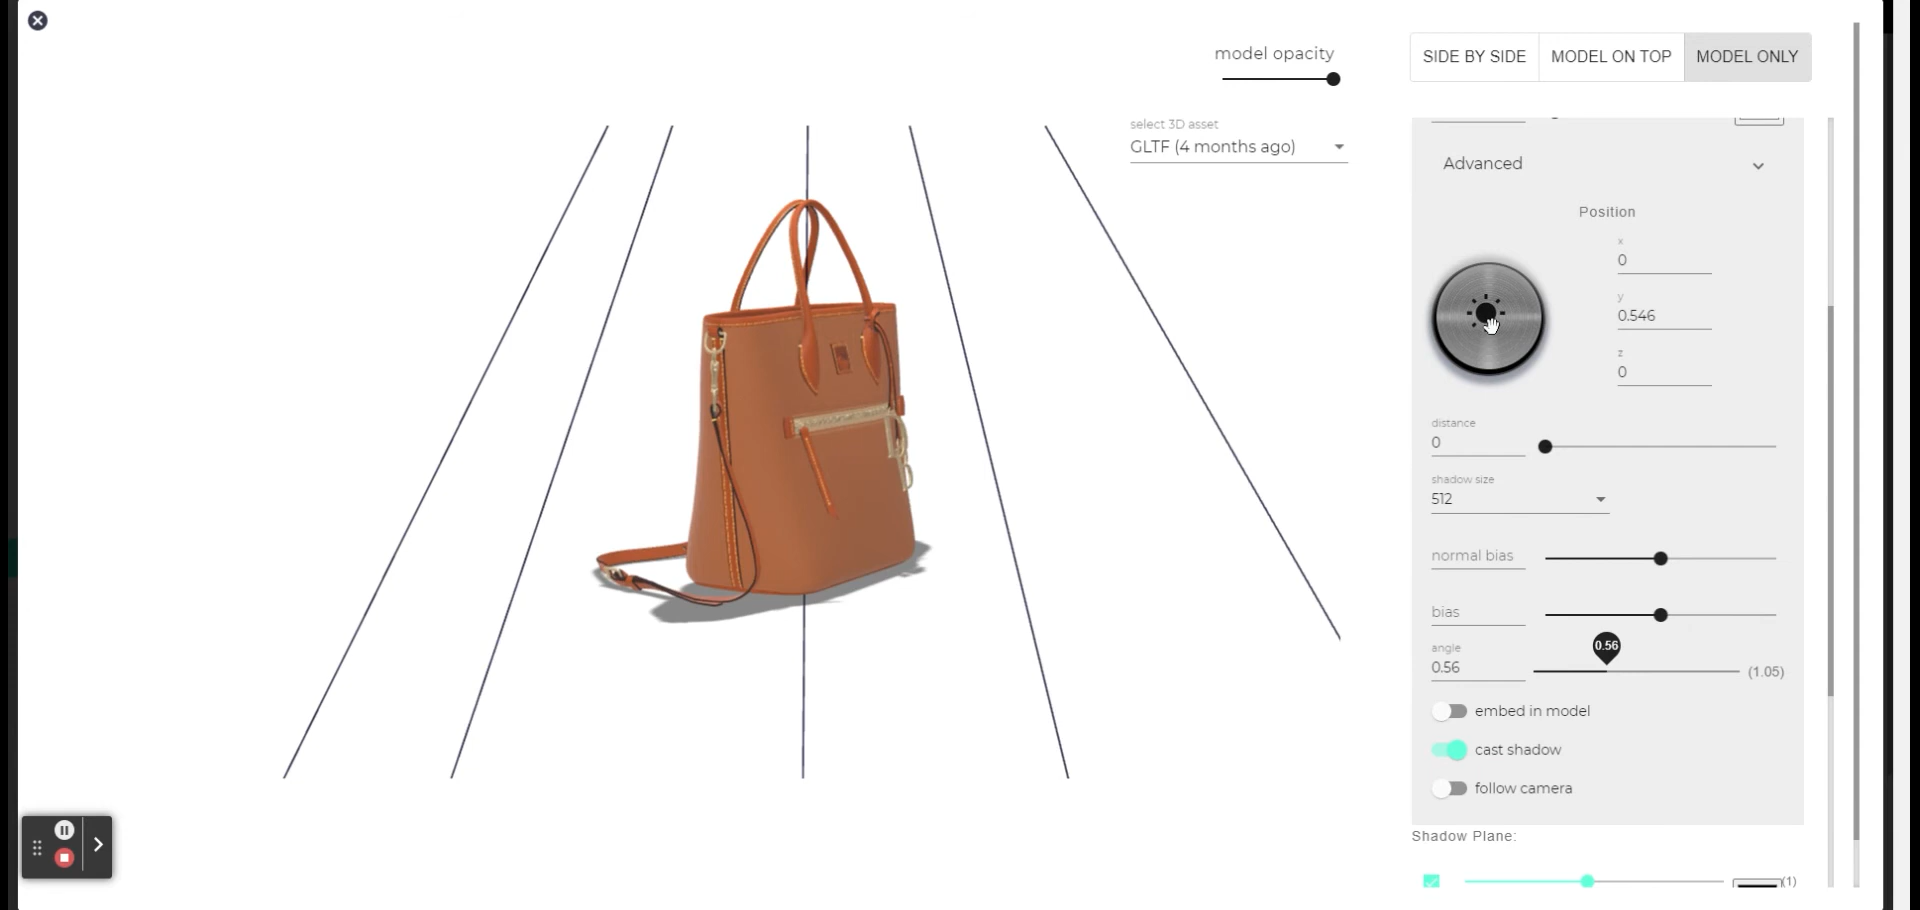 model opacity
SIDE BY SIDE
MODEL ON TOP
MODEL ONLY
select 3D asset
GLTF (4 months ago)
Advanced
Position
x
0
y
0.546
z
0
distance
0
shadow size
512
normal bias
bias
0.56
angle
0.56
(1.05)
embed in model
cast shadow
follow camera
Shadow Plane:
(1)